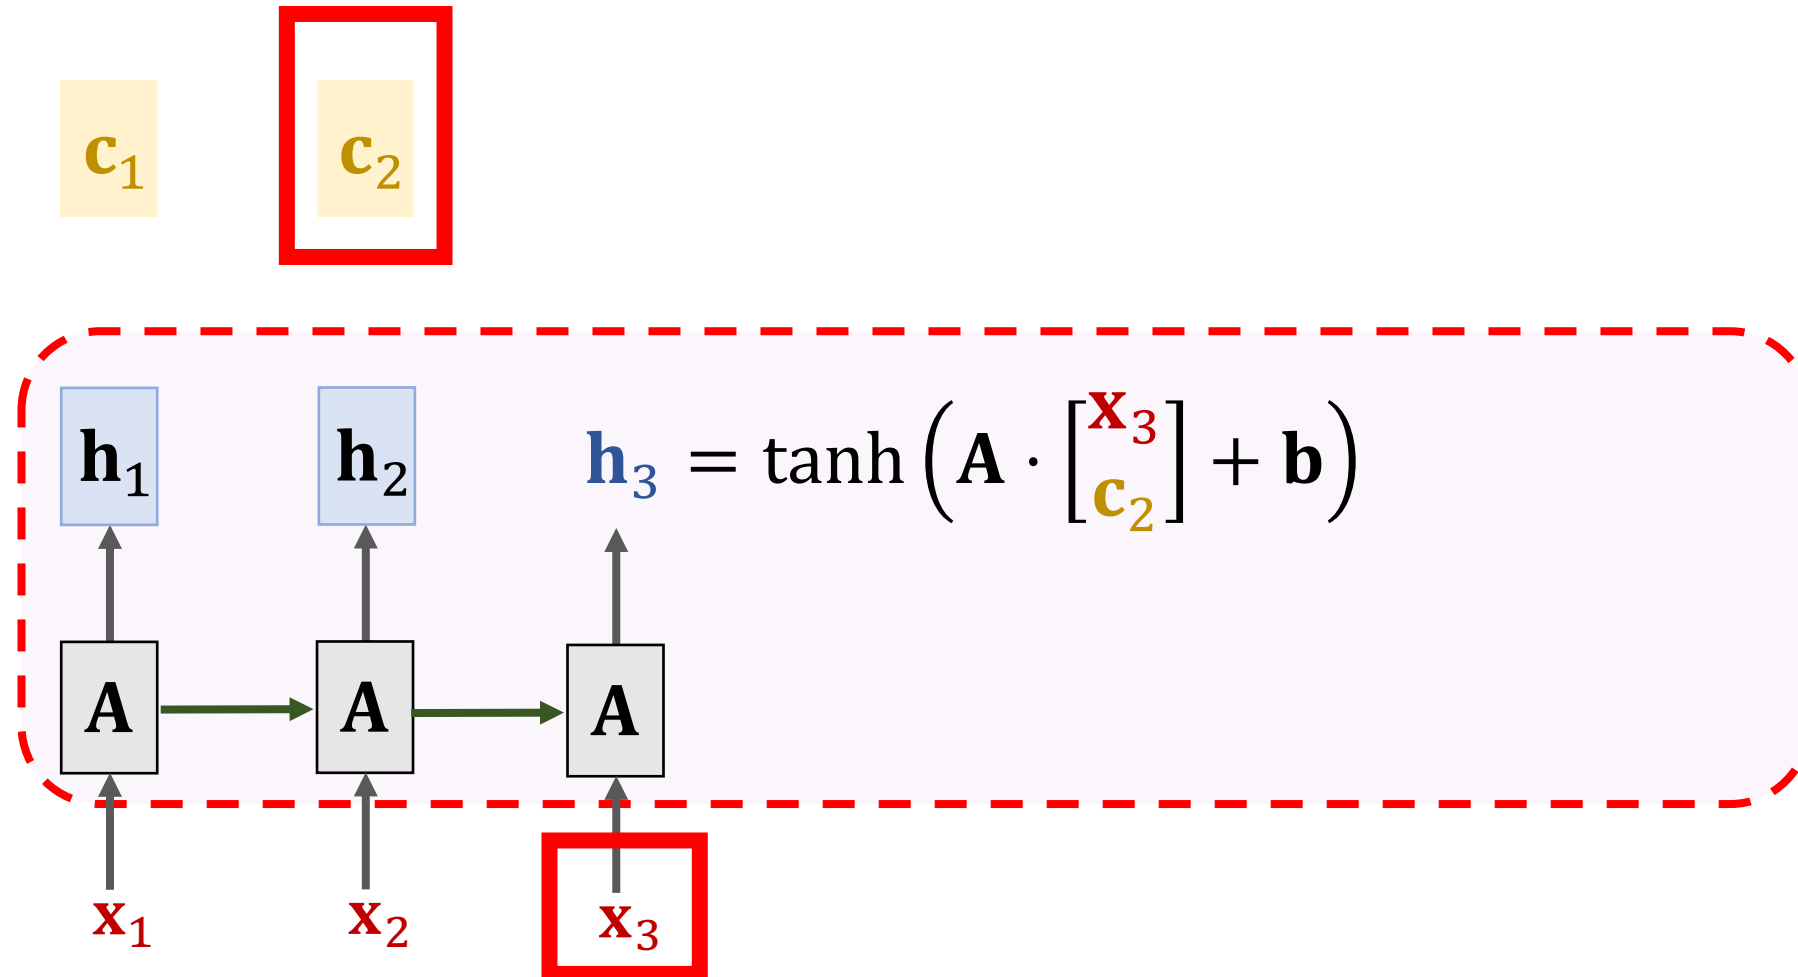 c₁ c₂
h₁ h₂ h₃ = tanh(A · [x₃ c₂] + b)
A A A
x₁ x₂ x₃